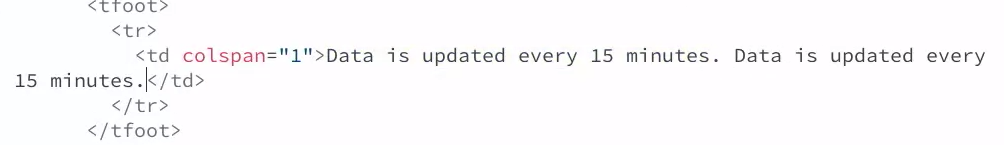 <tfoot>
<tr>
<td colspan="1">Data is updated every 15 minutes. Data is updated every
15 minutes.</td>
</tr>
</tfoot>